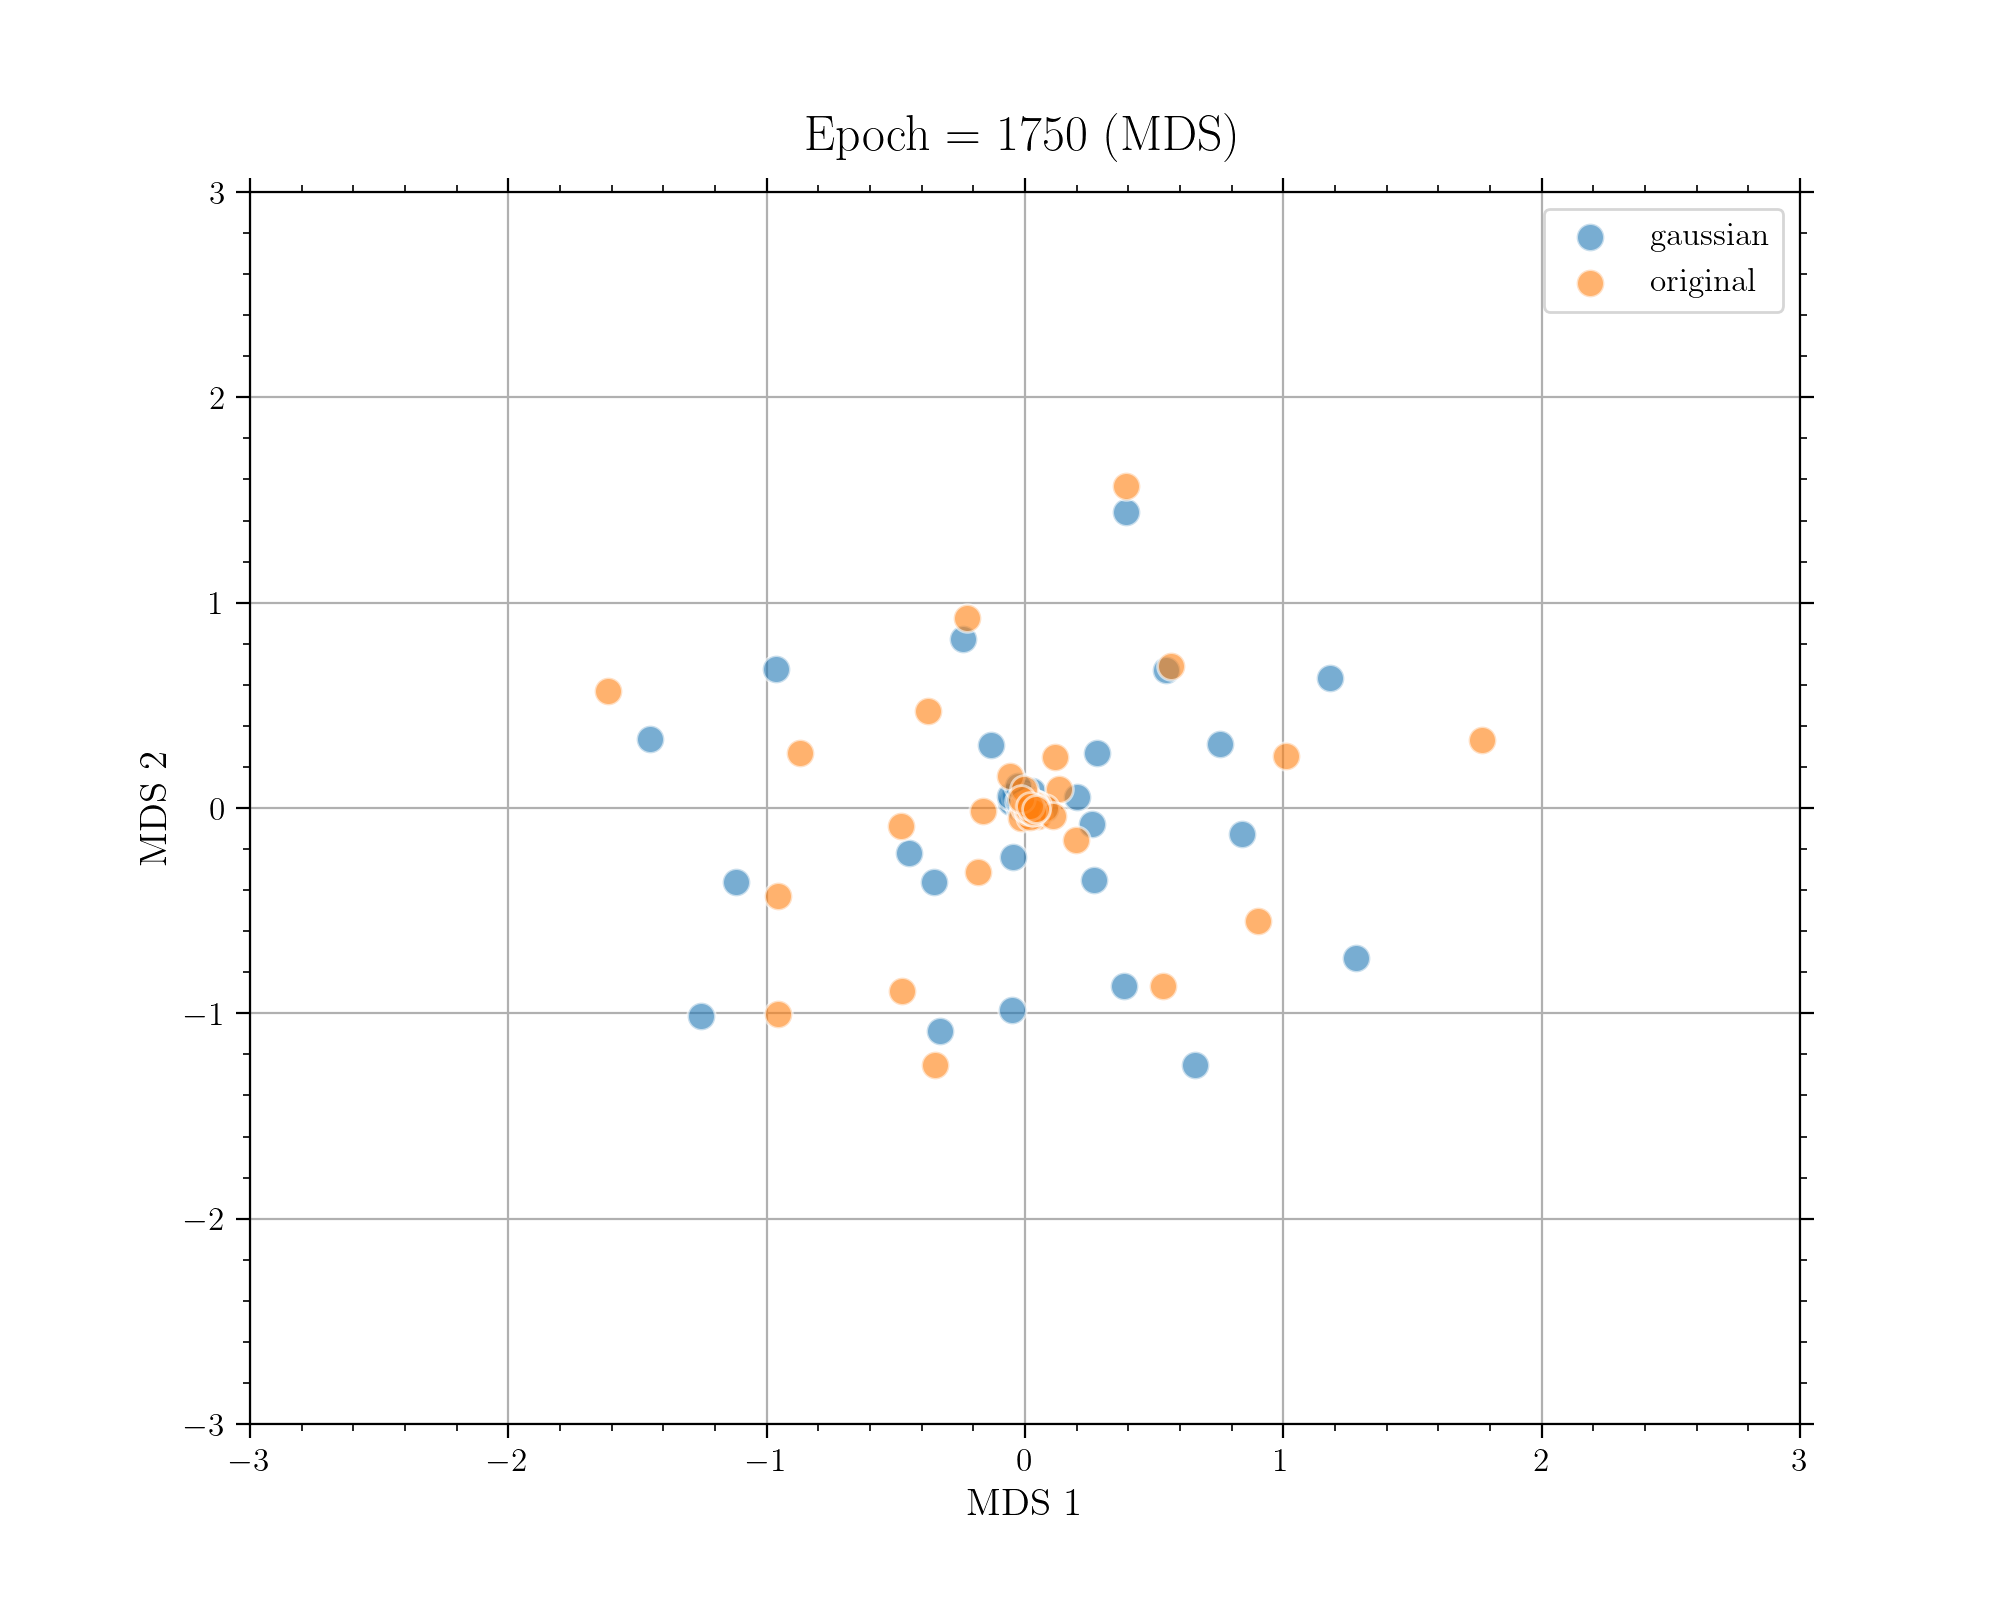 Epoch = 1750 (MDS)
gaussian
original
3
2
1
0
−1
−2
−3
MDS 2
−3 −2 −1 0 1 2 3
MDS 1